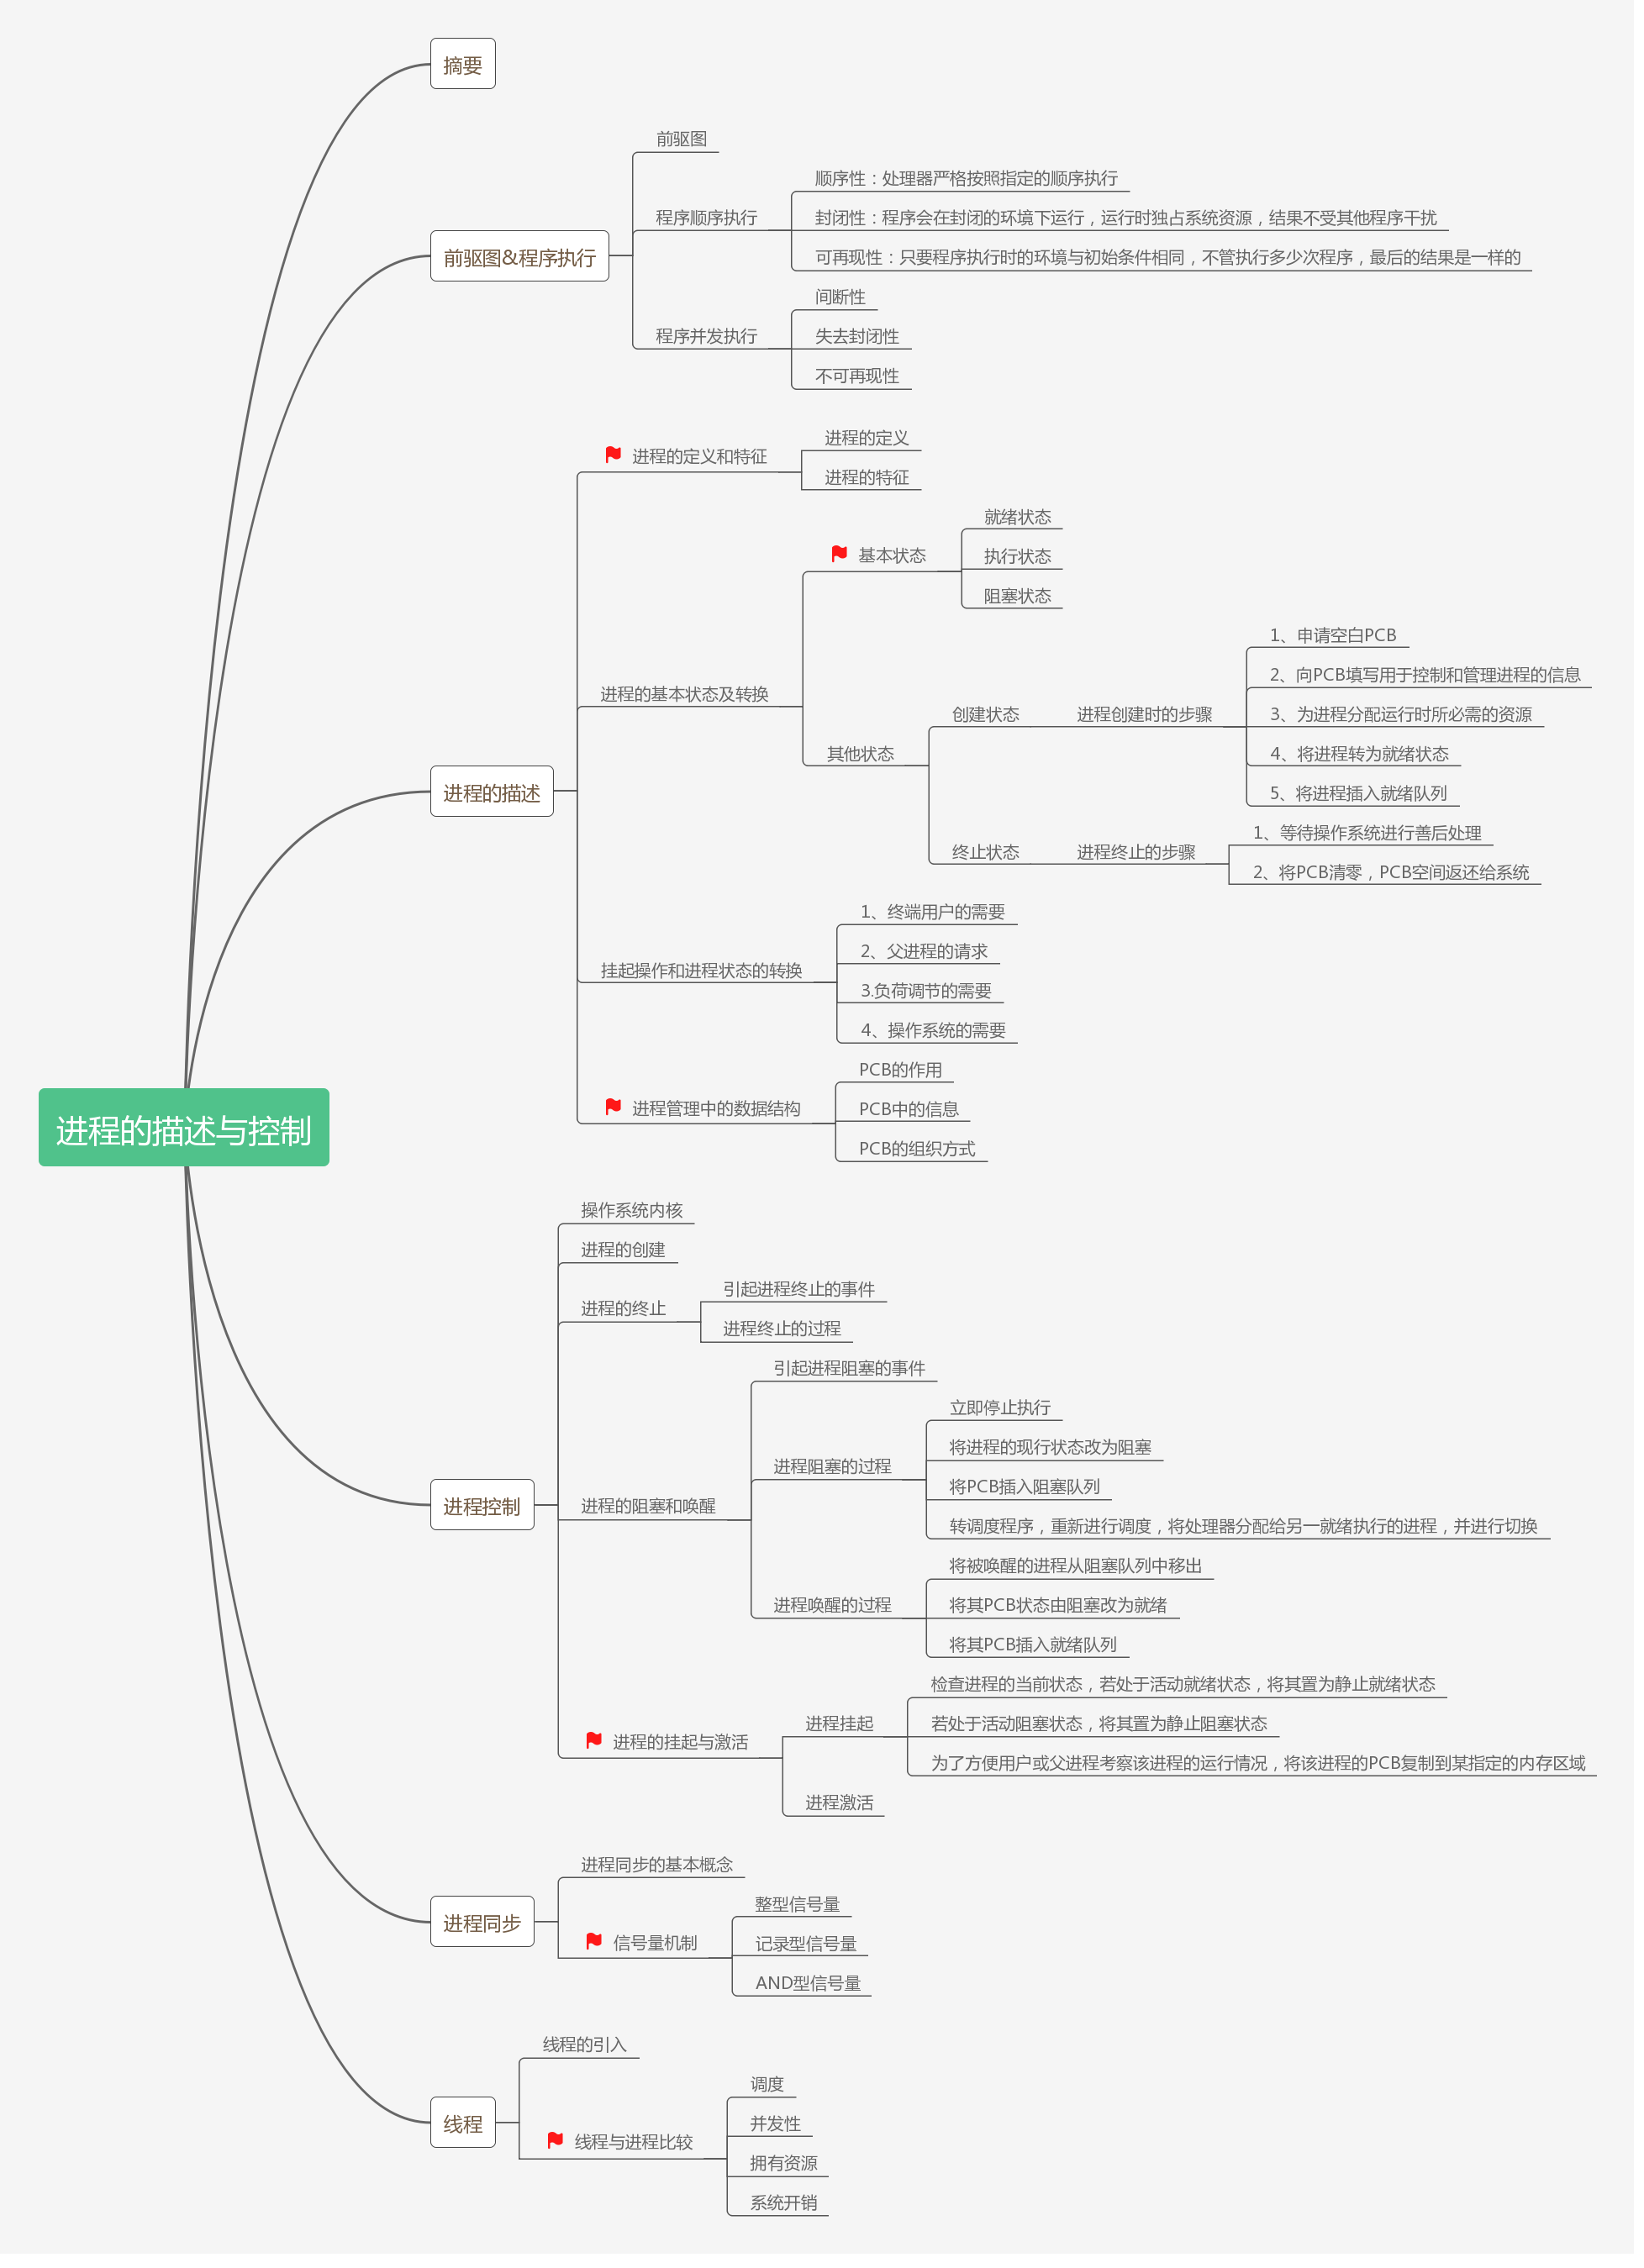 摘要
前驱图&程序执行
前驱图
程序顺序执行
顺序性：处理器严格按照指定的顺序执行
封闭性：程序会在封闭的环境下运行，运行时独占系统资源，结果不受其他程序干扰
可再现性：只要程序执行时的环境与初始条件相同，不管执行多少次程序，最后的结果是一样的
程序并发执行
间断性
失去封闭性
不可再现性
进程的描述
进程的定义和特征
进程的定义
进程的特征
进程的基本状态及转换
基本状态
就绪状态
执行状态
阻塞状态
其他状态
创建状态
进程创建时的步骤
1、申请空白PCB
2、向PCB填写用于控制和管理进程的信息
3、为进程分配运行时所必需的资源
4、将进程转为就绪状态
5、将进程插入就绪队列
终止状态
进程终止的步骤
1、等待操作系统进行善后处理
2、将PCB清零，PCB空间返还给系统
挂起操作和进程状态的转换
1、终端用户的需要
2、父进程的请求
3.负荷调节的需要
4、操作系统的需要
进程管理中的数据结构
PCB的作用
PCB中的信息
PCB的组织方式
进程的描述与控制
进程控制
操作系统内核
进程的创建
进程的终止
引起进程终止的事件
进程终止的过程
进程的阻塞和唤醒
引起进程阻塞的事件
进程阻塞的过程
立即停止执行
将进程的现行状态改为阻塞
将PCB插入阻塞队列
转调度程序，重新进行调度，将处理器分配给另一就绪执行的进程，并进行切换
进程唤醒的过程
将被唤醒的进程从阻塞队列中移出
将其PCB状态由阻塞改为就绪
将其PCB插入就绪队列
进程的挂起与激活
进程挂起
检查进程的当前状态，若处于活动就绪状态，将其置为静止就绪状态
若处于活动阻塞状态，将其置为静止阻塞状态
为了方便用户或父进程考察该进程的运行情况，将该进程的PCB复制到某指定的内存区域
进程激活
进程同步
进程同步的基本概念
信号量机制
整型信号量
记录型信号量
AND型信号量
线程
线程的引入
线程与进程比较
调度
并发性
拥有资源
系统开销